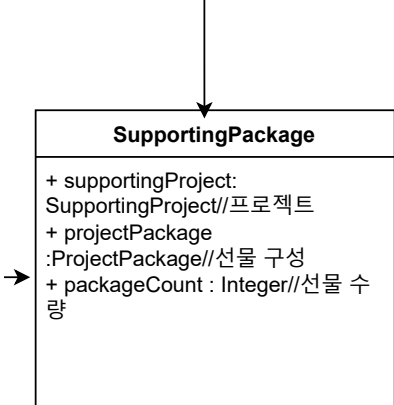 SupportingPackage
+ supportingProject:
SupportingProject//프로젝트
+ projectPackage
:ProjectPackage//선물 구성
+ packageCount : Integer//선물 수
량